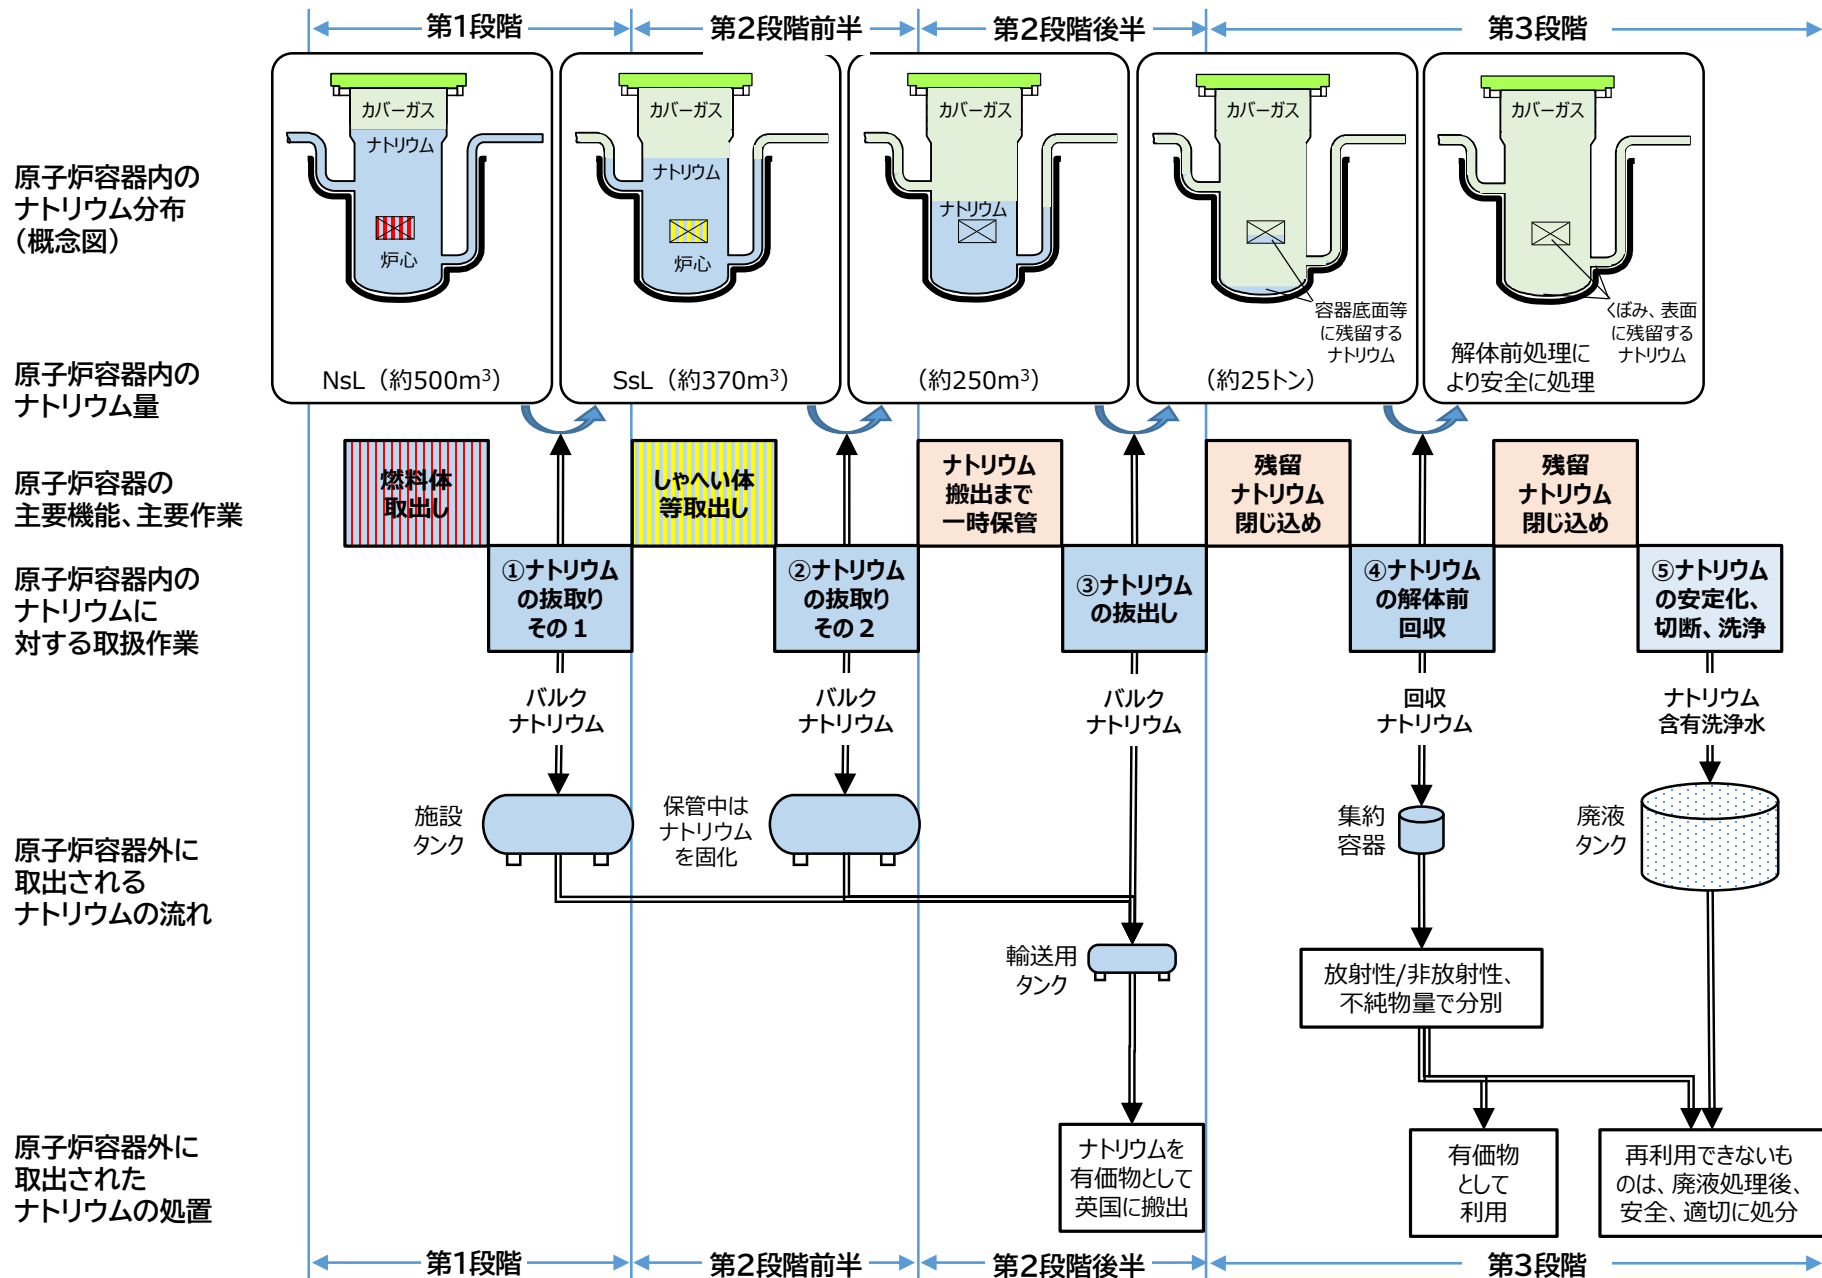 第1段階
第2段階前半
第2段階後半
第3段階
原子炉容器内の
ナトリウム分布
（概念図）
カバーガス
ナトリウム
炉心
カバーガス
ナトリウム
炉心
カバーガス
ナトリウム
カバーガス
容器底面等
に残留する
ナトリウム
カバーガス
くぼみ、表面
に残留する
ナトリウム
原子炉容器内の
ナトリウム量
NsL（約500m³）
SsL（約370m³）
（約250m³）
（約25トン）
解体前処理に
より安全に処理
原子炉容器の
主要機能、主要作業
燃料体
取出し
しゃへい体
等取出し
ナトリウム
搬出まで
一時保管
残留
ナトリウム
閉じ込め
残留
ナトリウム
閉じ込め
原子炉容器内の
ナトリウムに
対する取扱作業
①ナトリウム
の抜取り
その1
②ナトリウム
の抜取り
その2
③ナトリウム
の抜出し
④ナトリウム
の解体前
回収
⑤ナトリウム
の安定化、
切断、洗浄
バルク
ナトリウム
バルク
ナトリウム
バルク
ナトリウム
回収
ナトリウム
ナトリウム
含有洗浄水
原子炉容器外に
取出される
ナトリウムの流れ
施設
タンク
保管中は
ナトリウム
を固化
輸送用
タンク
集約
容器
廃液
タンク
放射性/非放射性、
不純物量で分別
原子炉容器外に
取出された
ナトリウムの処置
ナトリウムを
有価物として
英国に搬出
有価物
として
利用
再利用できないも
のは、廃液処理後、
安全、適切に処分
第1段階
第2段階前半
第2段階後半
第3段階